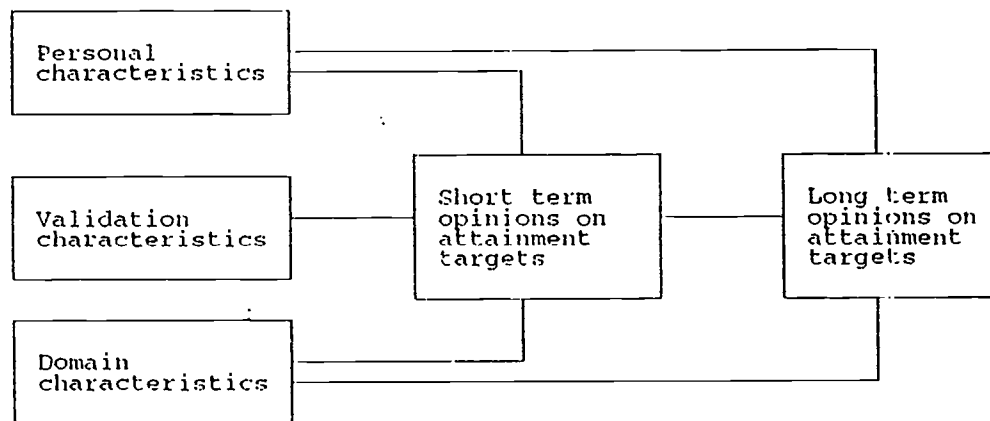 Personal
characteristics
Validation
characteristics
Domain
characteristics
Short term
opinions on
attainment
targets
Long term
opinions on
attainment
targets